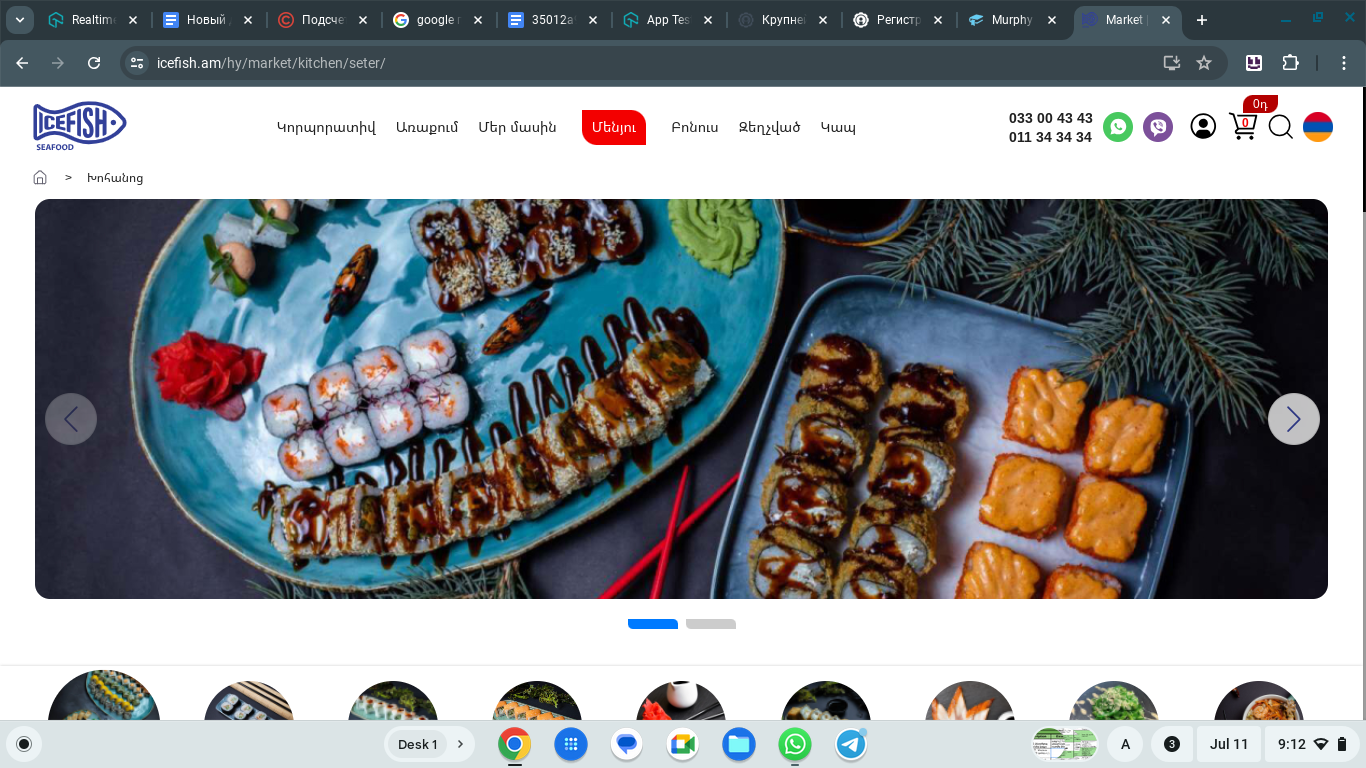 Realtime
Новый
Подсче
google r
35012a
App Tes
Крупне
Регистр
Murphy
Market
icefish.am/hy/market/kitchen/seter/
ICEFISH
SEAFOOD
Կորպորատիվ Առաքում Մեր մասին Մենյու Բոնուս Զեղչված Կապ
033 00 43 43
011 34 34 34
0դ
0
> Խոհանոց
Desk 1
A
3
Jul 11
9:12